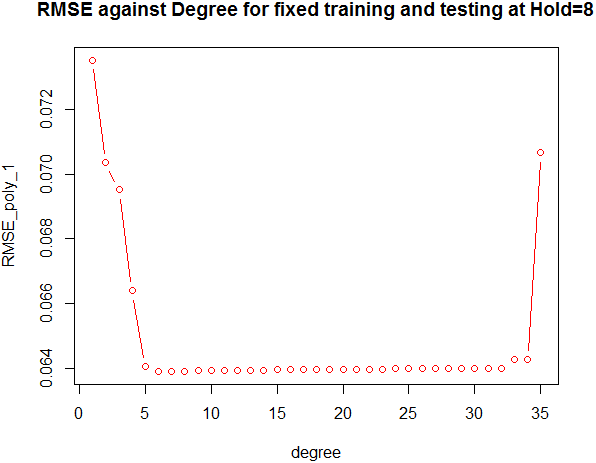 RMSE against Degree for fixed training and testing at Hold=8
RMSE_poly_1
0.072
0.070
0.068
0.066
0.064
0 5 10 15 20 25 30 35
degree